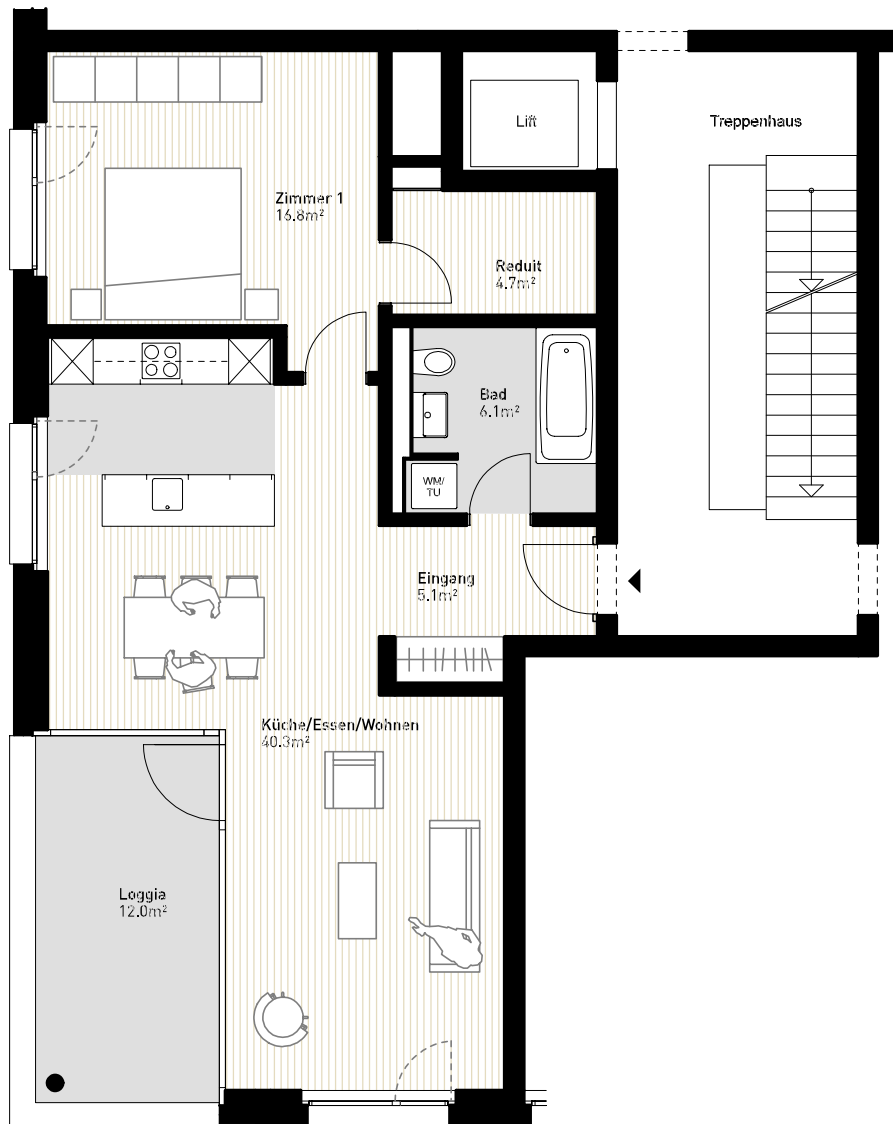 Lift
Treppenhaus
Zimmer 1
16.8m²
Reduit
4.7m²
Bad
6.1m²
WM/
TU
Eingang
5.1m²
Küche/Essen/Wohnen
40.3m²
Loggia
12.0m²